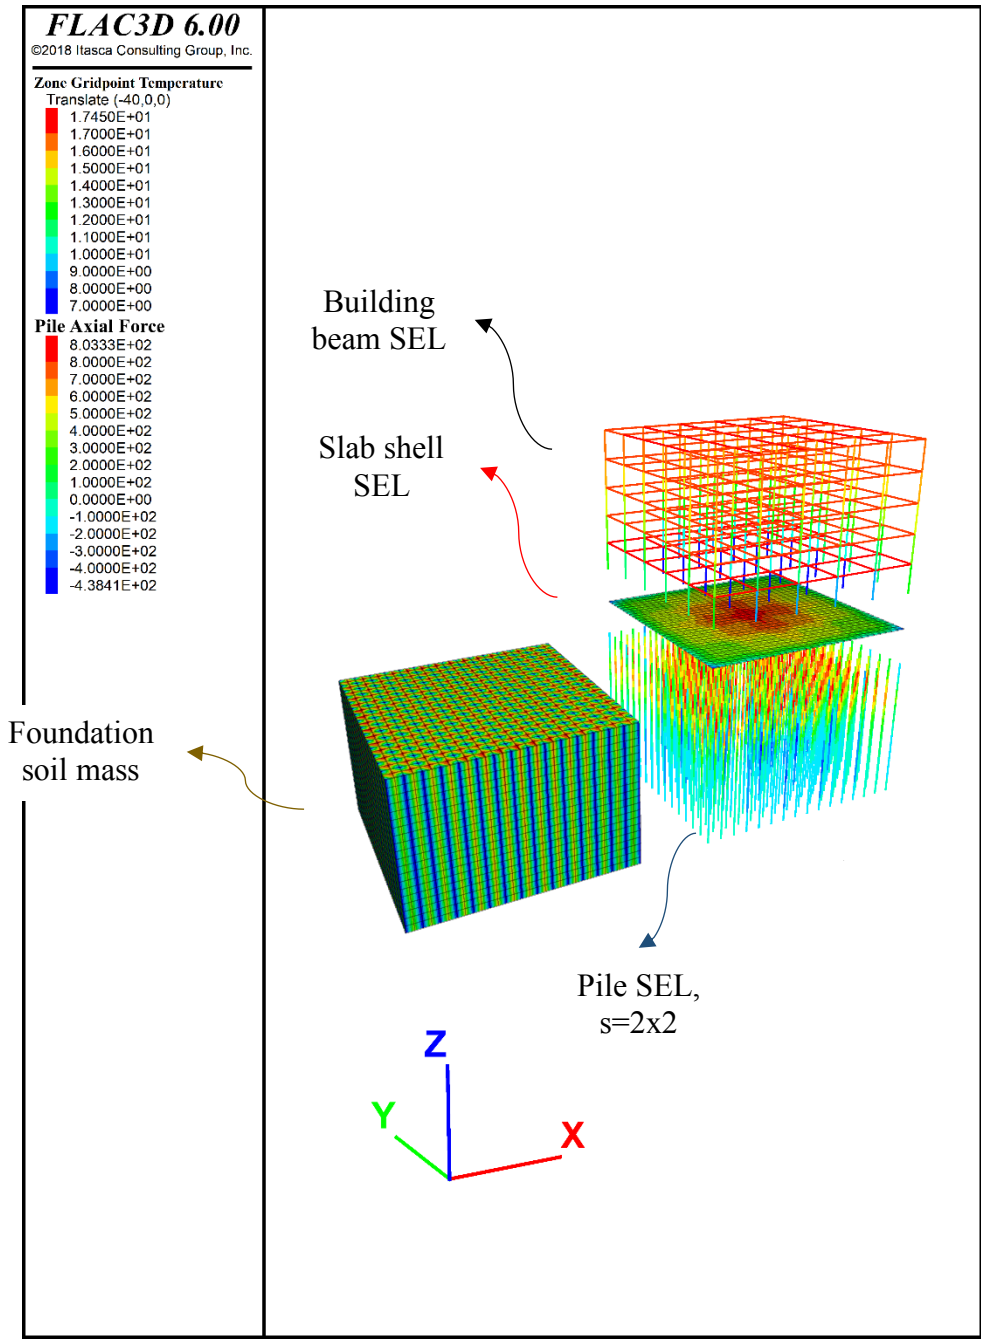 FLAC3D 6.00
©2018 Itasca Consulting Group, Inc.
Zone Gridpoint Temperature
Translate (-40,0,0)
1.7450E+01
1.7000E+01
1.6000E+01
1.5000E+01
1.4000E+01
1.3000E+01
1.2000E+01
1.1000E+01
1.0000E+01
9.0000E+00
8.0000E+00
7.0000E+00
Pile Axial Force
8.0333E+02
8.0000E+02
7.0000E+02
6.0000E+02
5.0000E+02
4.0000E+02
3.0000E+02
2.0000E+02
1.0000E+02
0.0000E+00
-1.0000E+02
-2.0000E+02
-3.0000E+02
-4.0000E+02
-4.3841E+02
Building
beam SEL
Slab shell
SEL
Foundation
soil mass
Pile SEL,
s=2x2
Z
Y
X